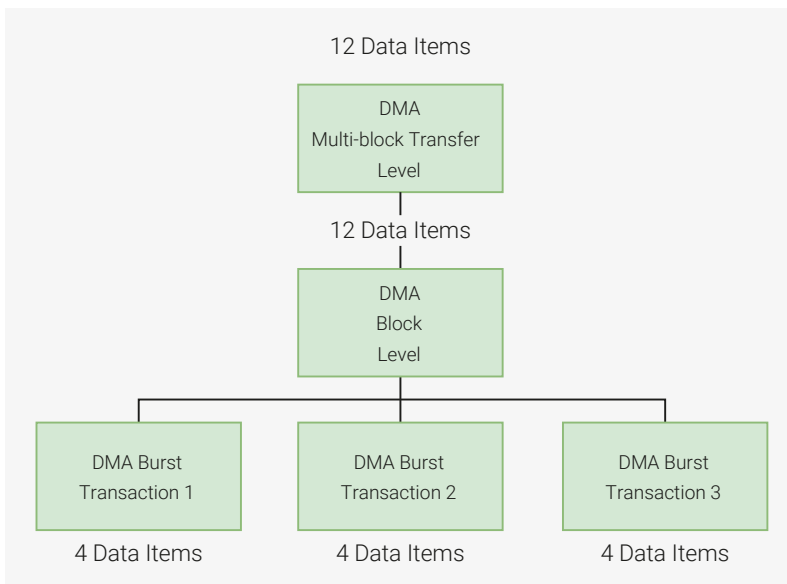 12 Data Items
DMA
Multi-block Transfer
Level
12 Data Items
DMA
Block
Level
DMA Burst
Transaction 1
DMA Burst
Transaction 2
DMA Burst
Transaction 3
4 Data Items
4 Data Items
4 Data Items